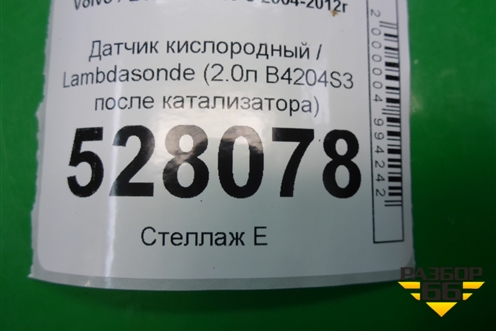 Датчик кислородный /
Lambdasonde (2.0л B4204S3
после катализатора)
528078
Стеллаж E
2000004994242
РАЗБОР
66